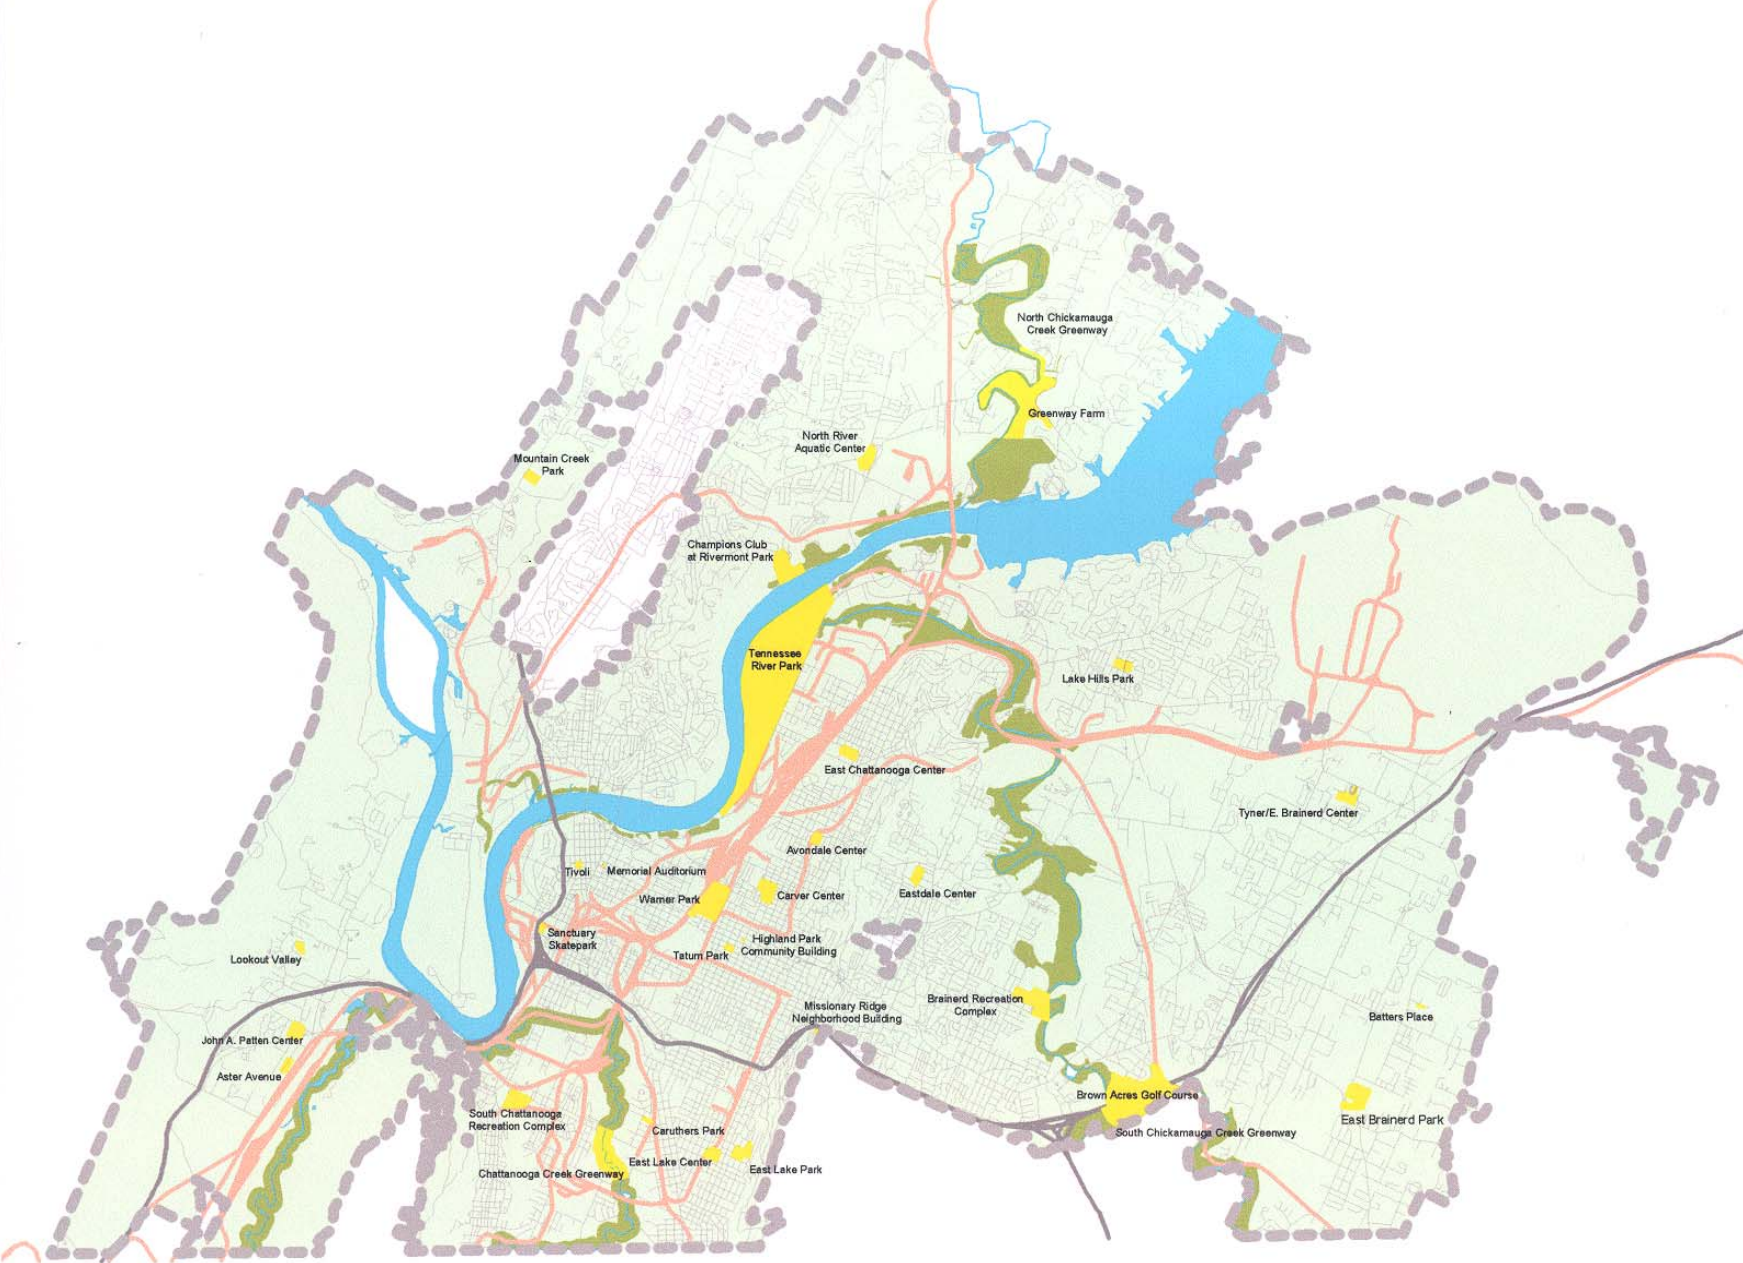 North Chickamauga
Creek Greenway
Greenway Farm
North River
Aquatic Center
Mountain Creek
Park
Champions Club
at Rivermont Park
Tennessee
River Park
Lake Hills Park
East Chattanooga Center
Tyner/E. Brainerd Center
Avondale Center
Tivoli
Memorial Auditorium
Warner Park
Carver Center
Eastdale Center
Sanctuary
Skatepark
Highland Park
Community Building
Tatum Park
Lookout Valley
Brainerd Recreation
Complex
Missionary Ridge
Neighborhood Building
Batters Place
John A. Patten Center
Aster Avenue
Brown Acres Golf Course
South Chattanooga
Recreation Complex
East Brainerd Park
Caruthers Park
South Chickamauga Creek Greenway
East Lake Center
East Lake Park
Chattanooga Creek Greenway